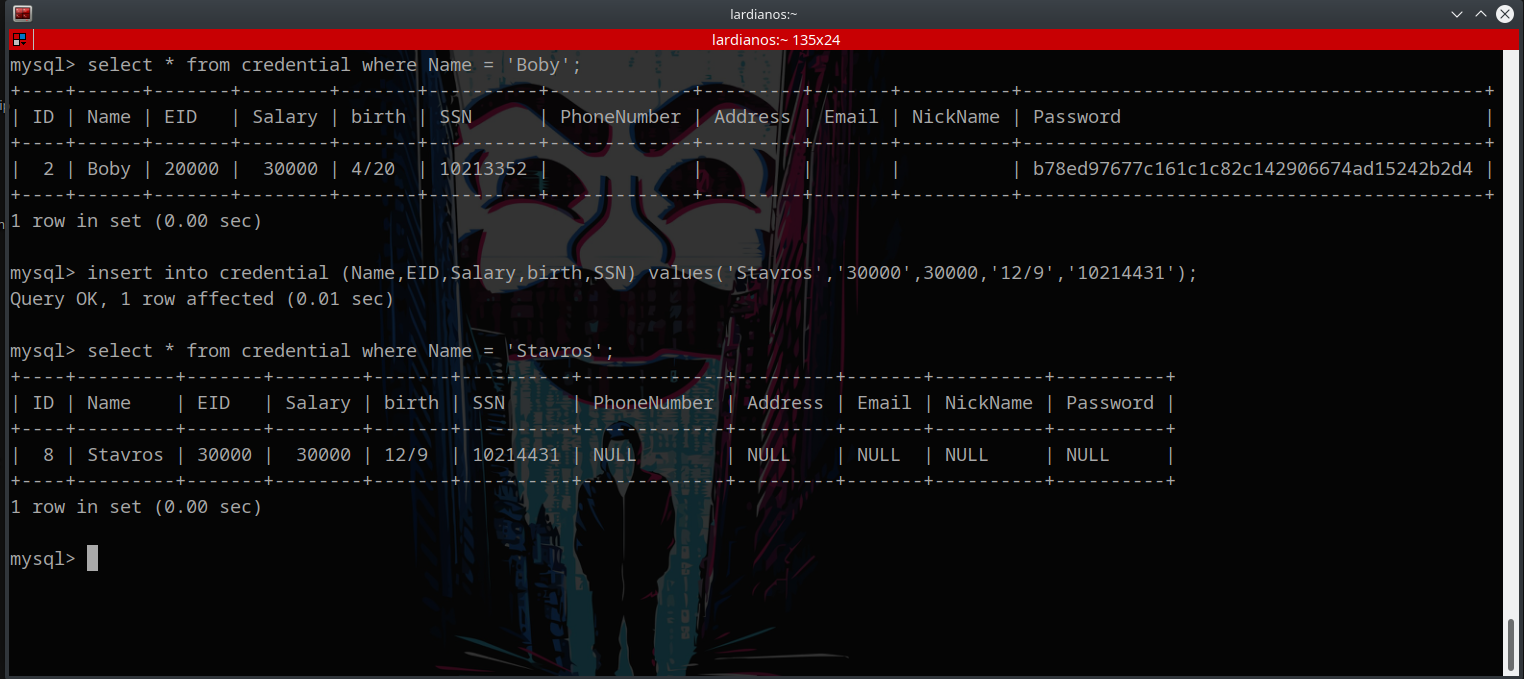 lardianos:~
lardianos:~ 135x24
mysql> select * from credential where Name = 'Boby';
+----+------+-------+--------+-------+----------+-------------+---------+-------+----------+------------------------------------------+
| ID | Name | EID   | Salary | birth | SSN      | PhoneNumber | Address | Email | NickName | Password                                 |
+----+------+-------+--------+-------+----------+-------------+---------+-------+----------+------------------------------------------+
|  2 | Boby | 20000 |  30000 | 4/20  | 10213352 |             |         |       |          | b78ed97677c161c1c82c142906674ad15242b2d4 |
+----+------+-------+--------+-------+----------+-------------+---------+-------+----------+------------------------------------------+
1 row in set (0.00 sec)
mysql> insert into credential (Name,EID,Salary,birth,SSN) values('Stavros','30000',30000,'12/9','10214431');
Query OK, 1 row affected (0.01 sec)
mysql> select * from credential where Name = 'Stavros';
+----+---------+-------+--------+-------+----------+-------------+---------+-------+----------+----------+
| ID | Name    | EID   | Salary | birth | SSN      | PhoneNumber | Address | Email | NickName | Password |
+----+---------+-------+--------+-------+----------+-------------+---------+-------+----------+----------+
|  8 | Stavros | 30000 |  30000 | 12/9  | 10214431 | NULL        | NULL    | NULL  | NULL     | NULL     |
+----+---------+-------+--------+-------+----------+-------------+---------+-------+----------+----------+
1 row in set (0.00 sec)
mysql>